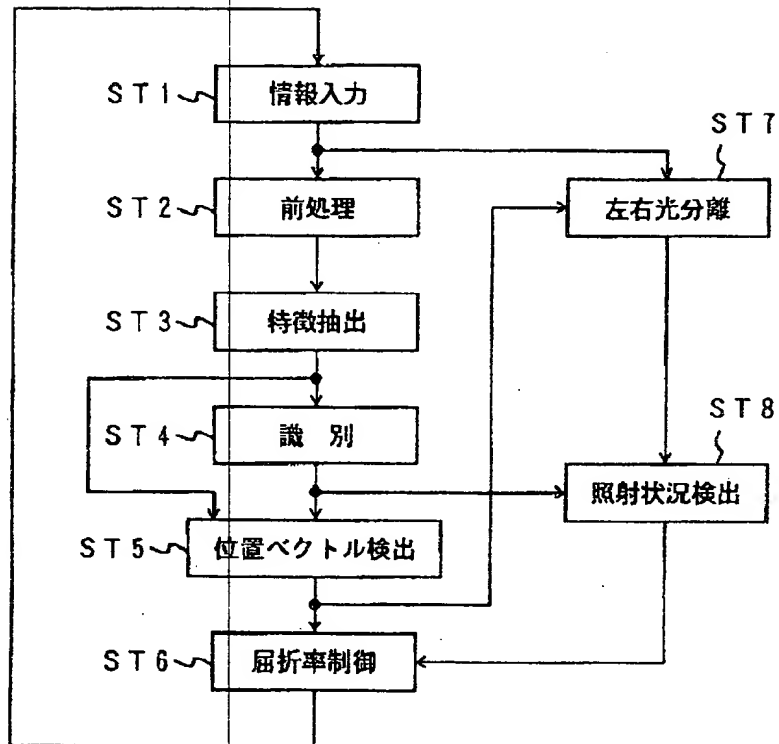 ST1 情報入力
ST7
ST2 前処理
左右光分離
ST3 特徴抽出
ST8
ST4 識 別
照射状況検出
ST5 位置ベクトル検出
ST6 屈折率制御